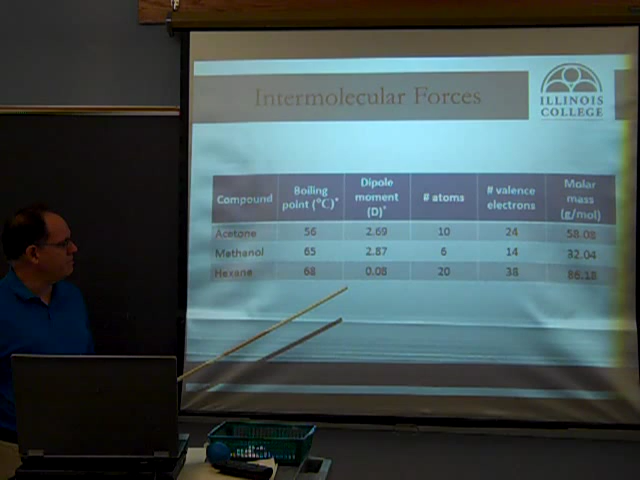 Intermolecular Forces
ILLINOIS
COLLEGE
Compound Boiling point (°C)* Dipole moment (D)* # atoms # valence electrons Molar mass (g/mol)
Acetone 56 2.69 10 24 58.08
Methanol 65 2.87 6 14 32.04
Hexane 68 0.08 20 38 86.18